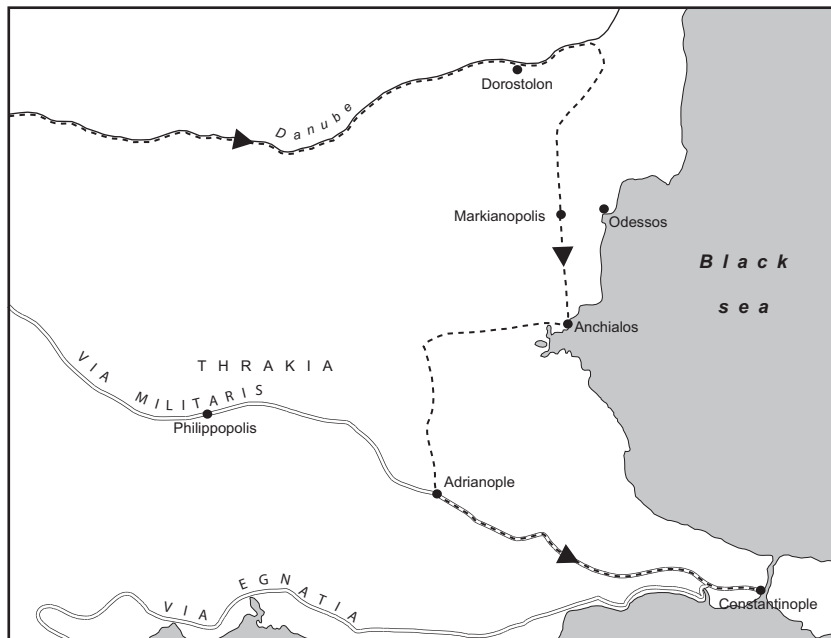 Dorostolon
Danube
Markianopolis
Odessos
Black
sea
Anchialos
THRAKIA
VIA MILITARIS
Philippopolis
Adrianople
VIA EGNATIA
Constantinople